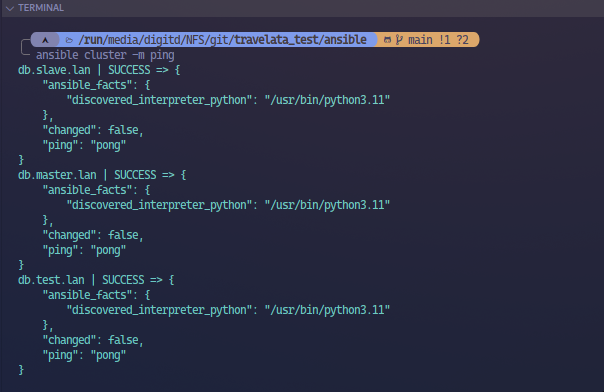 TERMINAL
/run/media/digitd/NFS/git/travelata_test/ansible main !1 ?2
ansible cluster -m ping
db.slave.lan | SUCCESS => {
    "ansible_facts": {
        "discovered_interpreter_python": "/usr/bin/python3.11"
    },
    "changed": false,
    "ping": "pong"
}
db.master.lan | SUCCESS => {
    "ansible_facts": {
        "discovered_interpreter_python": "/usr/bin/python3.11"
    },
    "changed": false,
    "ping": "pong"
}
db.test.lan | SUCCESS => {
    "ansible_facts": {
        "discovered_interpreter_python": "/usr/bin/python3.11"
    },
    "changed": false,
    "ping": "pong"
}